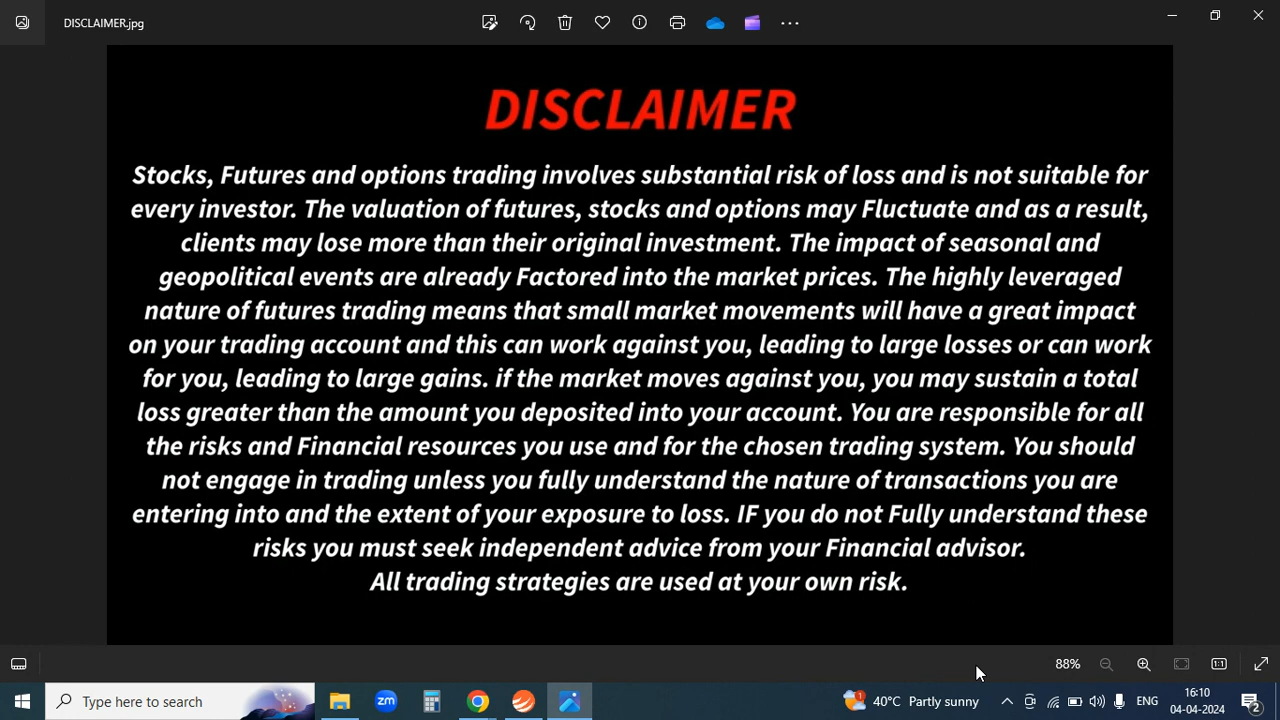 DISCLAIMER.jpg
DISCLAIMER
Stocks, Futures and options trading involves substantial risk of loss and is not suitable for
every investor. The valuation of futures, stocks and options may Fluctuate and as a result,
clients may lose more than their original investment. The impact of seasonal and
geopolitical events are already Factored into the market prices. The highly leveraged
nature of futures trading means that small market movements will have a great impact
on your trading account and this can work against you, leading to large losses or can work
for you, leading to large gains. if the market moves against you, you may sustain a total
loss greater than the amount you deposited into your account. You are responsible for all
the risks and Financial resources you use and for the chosen trading system. You should
not engage in trading unless you fully understand the nature of transactions you are
entering into and the extent of your exposure to loss. IF you do not Fully understand these
risks you must seek independent advice from your Financial advisor.
All trading strategies are used at your own risk.
88%
1:1
Type here to search
zm
1
40°C Partly sunny
ENG
16:10
04-04-2024
2